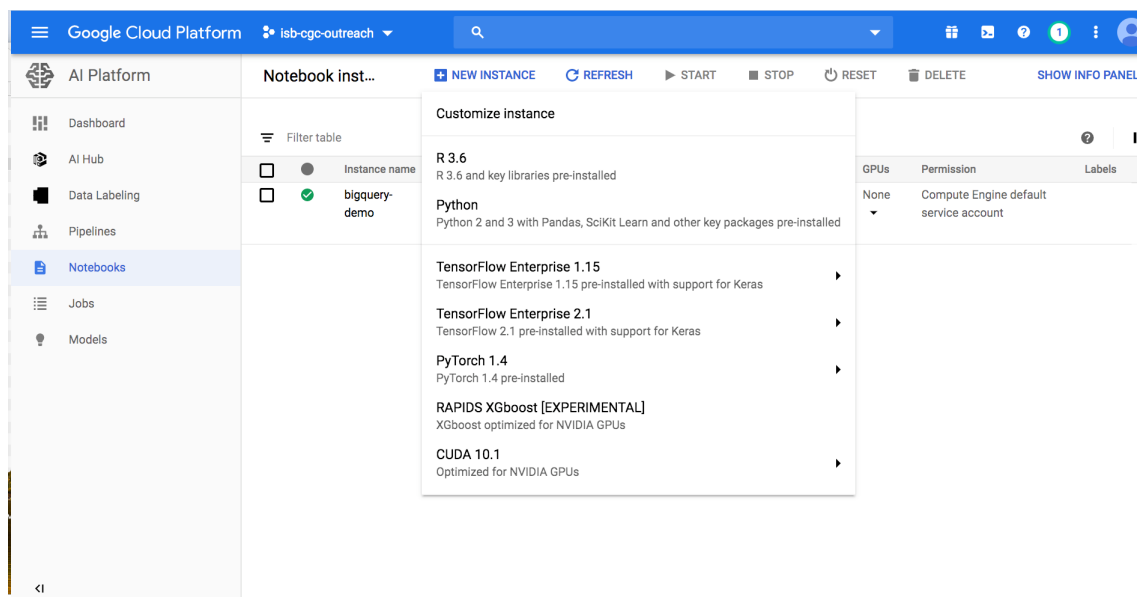 Google Cloud Platform isb-cgc-outreach 1
AI Platform
Notebook inst... NEW INSTANCE REFRESH START STOP RESET DELETE SHOW INFO PANEL
Dashboard
AI Hub
Data Labeling
Pipelines
Notebooks
Jobs
Models
Filter table
Instance name GPUs Permission Labels
bigquery-
demo
None Compute Engine default
service account
Customize instance
R 3.6
R 3.6 and key libraries pre-installed
Python
Python 2 and 3 with Pandas, SciKit Learn and other key packages pre-installed
TensorFlow Enterprise 1.15
TensorFlow Enterprise 1.15 pre-installed with support for Keras
TensorFlow Enterprise 2.1
TensorFlow 2.1 pre-installed with support for Keras
PyTorch 1.4
PyTorch 1.4 pre-installed
RAPIDS XGboost [EXPERIMENTAL]
XGboost optimized for NVIDIA GPUs
CUDA 10.1
Optimized for NVIDIA GPUs